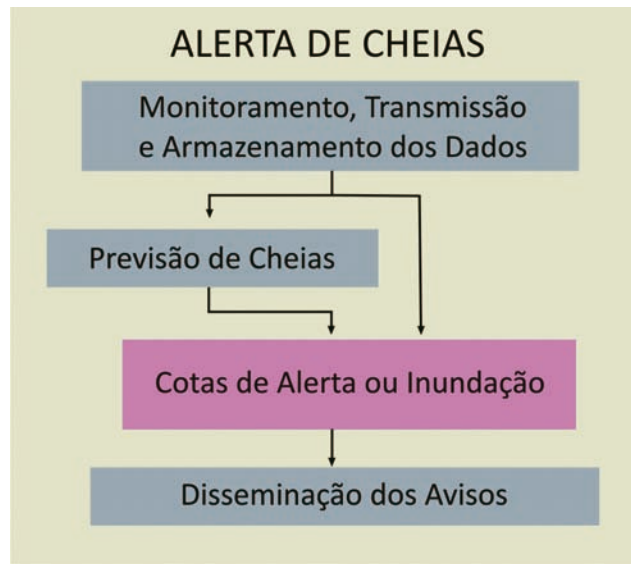 ALERTA DE CHEIAS
Monitoramento, Transmissão
e Armazenamento dos Dados
Previsão de Cheias
Cotas de Alerta ou Inundação
Disseminação dos Avisos